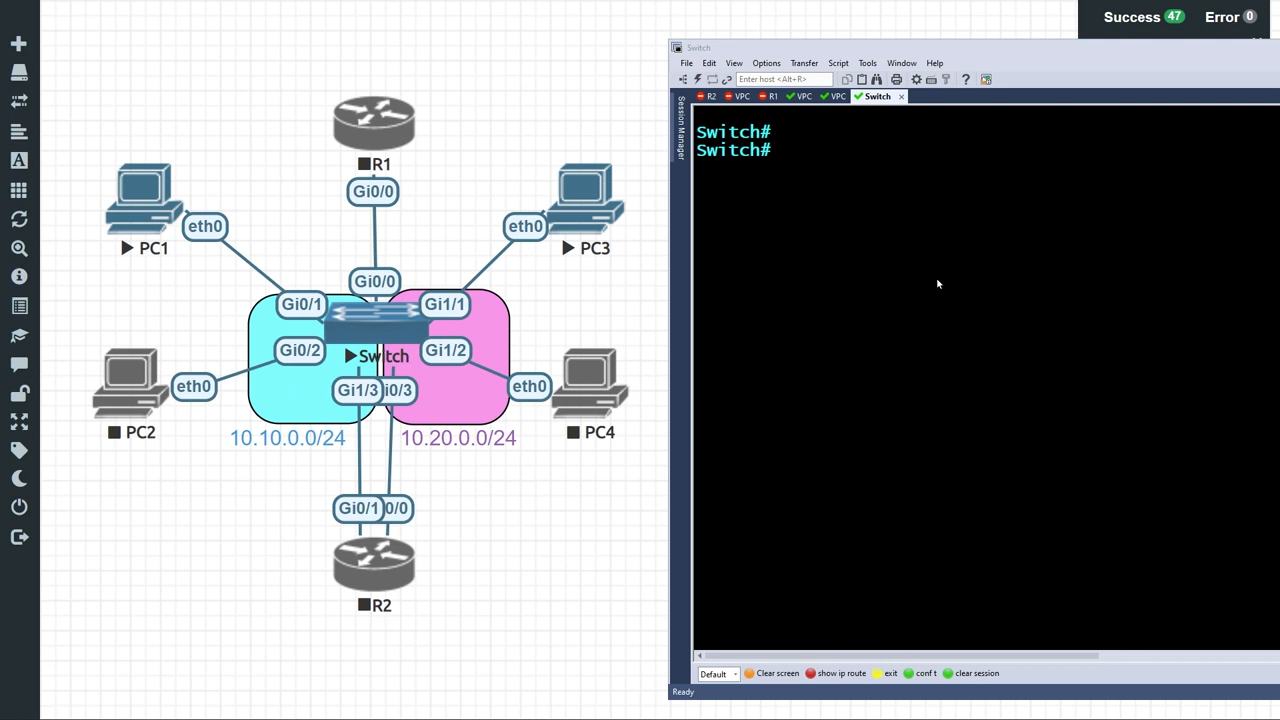 Success 47 Error 0
Switch
File Edit View Options Transfer Script Tools Window Help
Enter host <Alt+R>
R2 VPC R1 VPC VPC Switch
Session Manager
Switch#
Switch#
R1
Gi0/0
PC1
eth0
eth0
PC3
Gi0/0
Gi0/1
Gi1/1
Gi0/2
Switch
Gi1/2
eth0
Gi1/3
i0/3
eth0
PC2
10.10.0.0/24
10.20.0.0/24
PC4
Gi0/1
0/0
R2
Default Clear screen show ip route exit conf t clear session
Ready